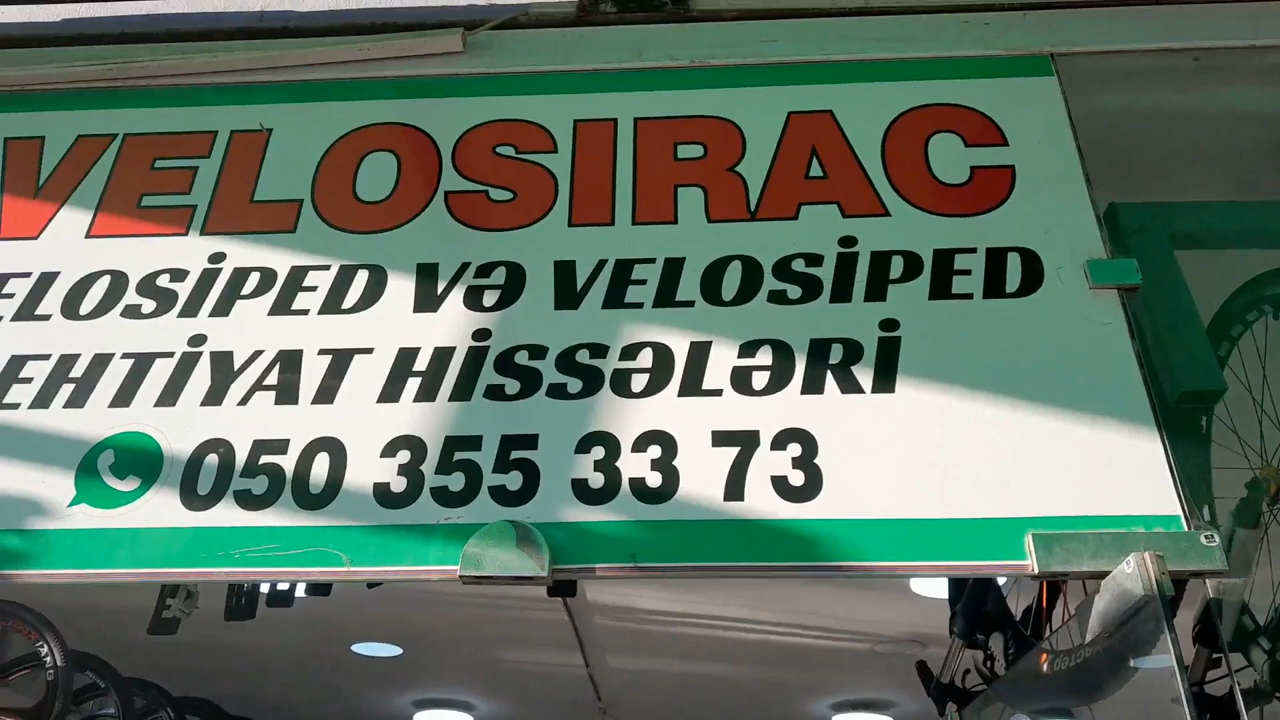 VELOSIRAC
ELOSİPED VƏ VELOSİPED
EHTİYAT HİSSƏLƏRİ
050 355 33 73